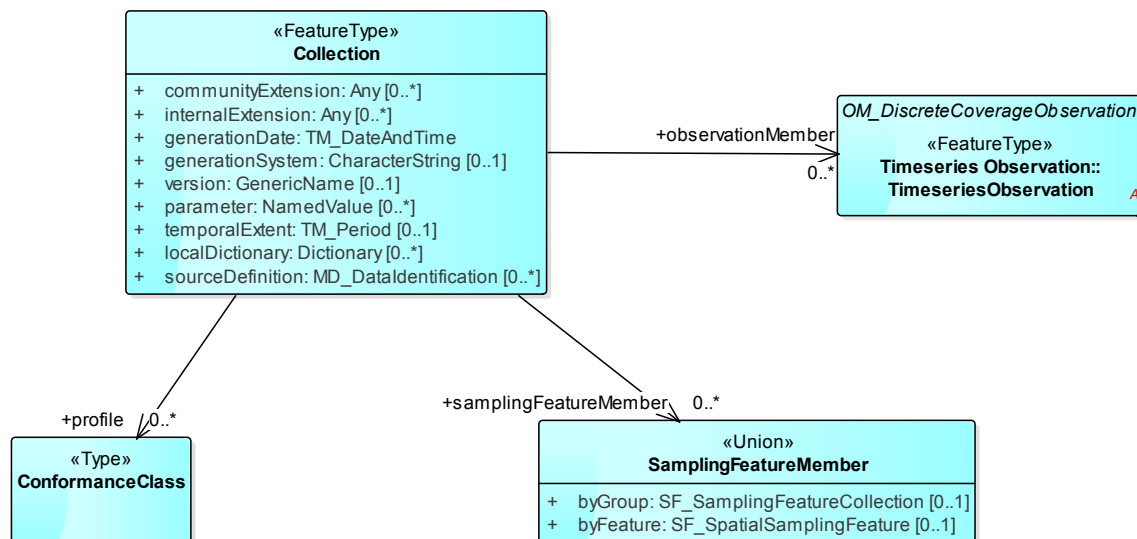 «FeatureType»
Collection
+ communityExtension: Any [0..*]
+ internalExtension: Any [0..*]
+ generationDate: TM_DateAndTime
+ generationSystem: CharacterString [0..1]
+ version: GenericName [0..1]
+ parameter: NamedValue [0..*]
+ temporalExtent: TM_Period [0..1]
+ localDictionary: Dictionary [0..*]
+ sourceDefinition: MD_DataIdentification [0..*]
+observationMember
0..*
OM_DiscreteCoverageObservation
«FeatureType»
Timeseries Observation::
TimeseriesObservation
A
+profile 0..*
«Type»
ConformanceClass
+samplingFeatureMember 0..*
«Union»
SamplingFeatureMember
+ byGroup: SF_SamplingFeatureCollection [0..1]
+ byFeature: SF_SpatialSamplingFeature [0..1]